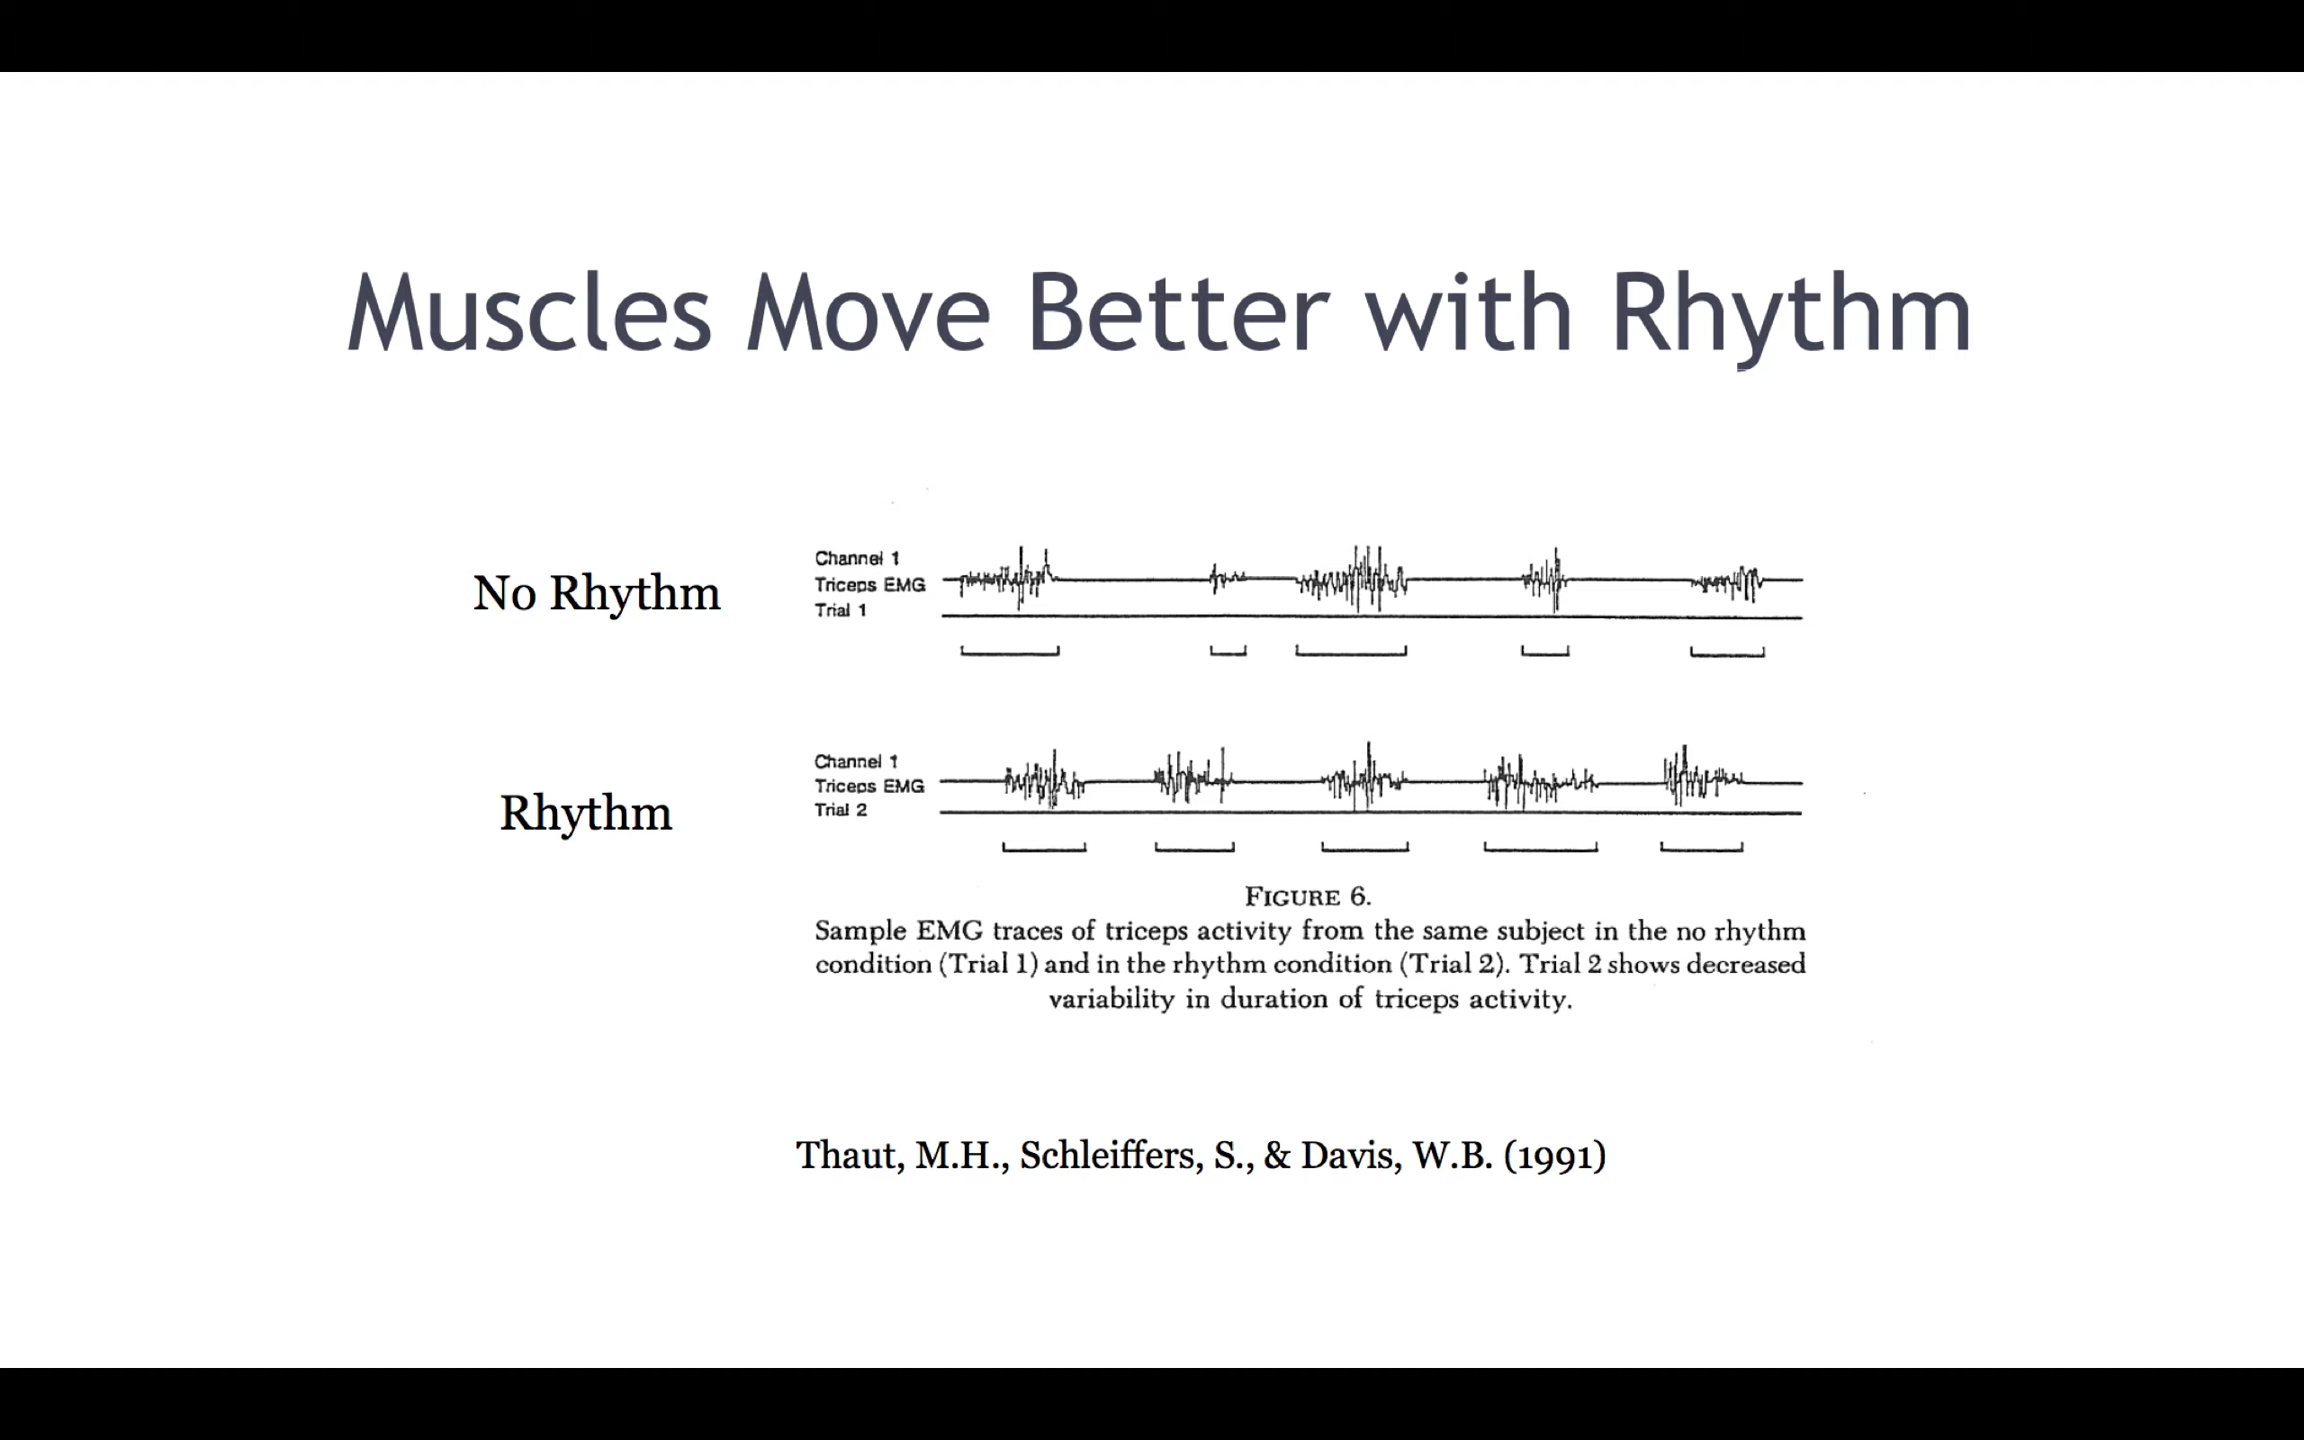 Muscles Move Better with Rhythm
No Rhythm
Channel 1
Triceps EMG
Trial 1
Rhythm
Channel 1
Triceps EMG
Trial 2
FIGURE 6.
Sample EMG traces of triceps activity from the same subject in the no rhythm
condition (Trial 1) and in the rhythm condition (Trial 2). Trial 2 shows decreased
variability in duration of triceps activity.
Thaut, M.H., Schleiffers, S., & Davis, W.B. (1991)